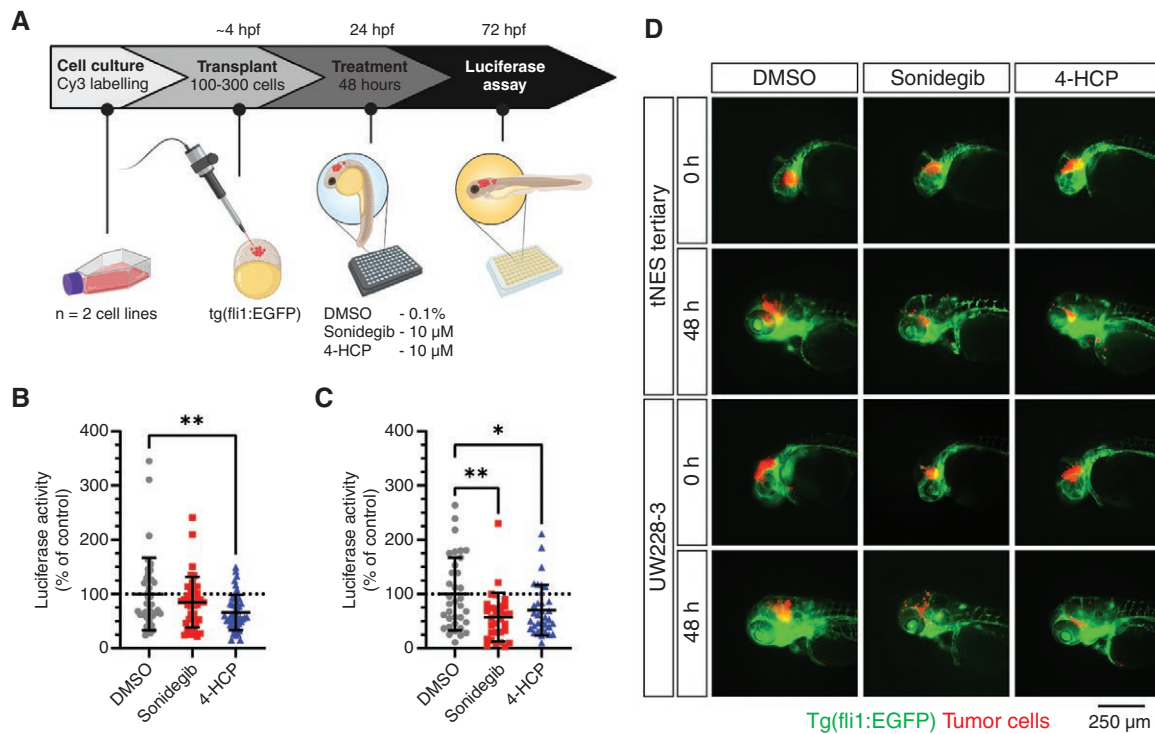 A
~4 hpf
24 hpf
72 hpf
Cell culture
Cy3 labelling
Transplant
100-300 cells
Treatment
48 hours
Luciferase
assay
n = 2 cell lines
tg(fli1:EGFP)
DMSO - 0.1%
Sonidegib - 10 µM
4-HCP - 10 µM
B
Luciferase activity
(% of control)
400
300
200
100
0
**
DMSO
Sonidegib
4-HCP
C
Luciferase activity
(% of control)
400
300
200
100
0
*
**
DMSO
Sonidegib
4-HCP
D
DMSO
Sonidegib
4-HCP
tNES tertiary
0 h
48 h
UW228-3
0 h
48 h
Tg(fli1:EGFP) Tumor cells
250 µm